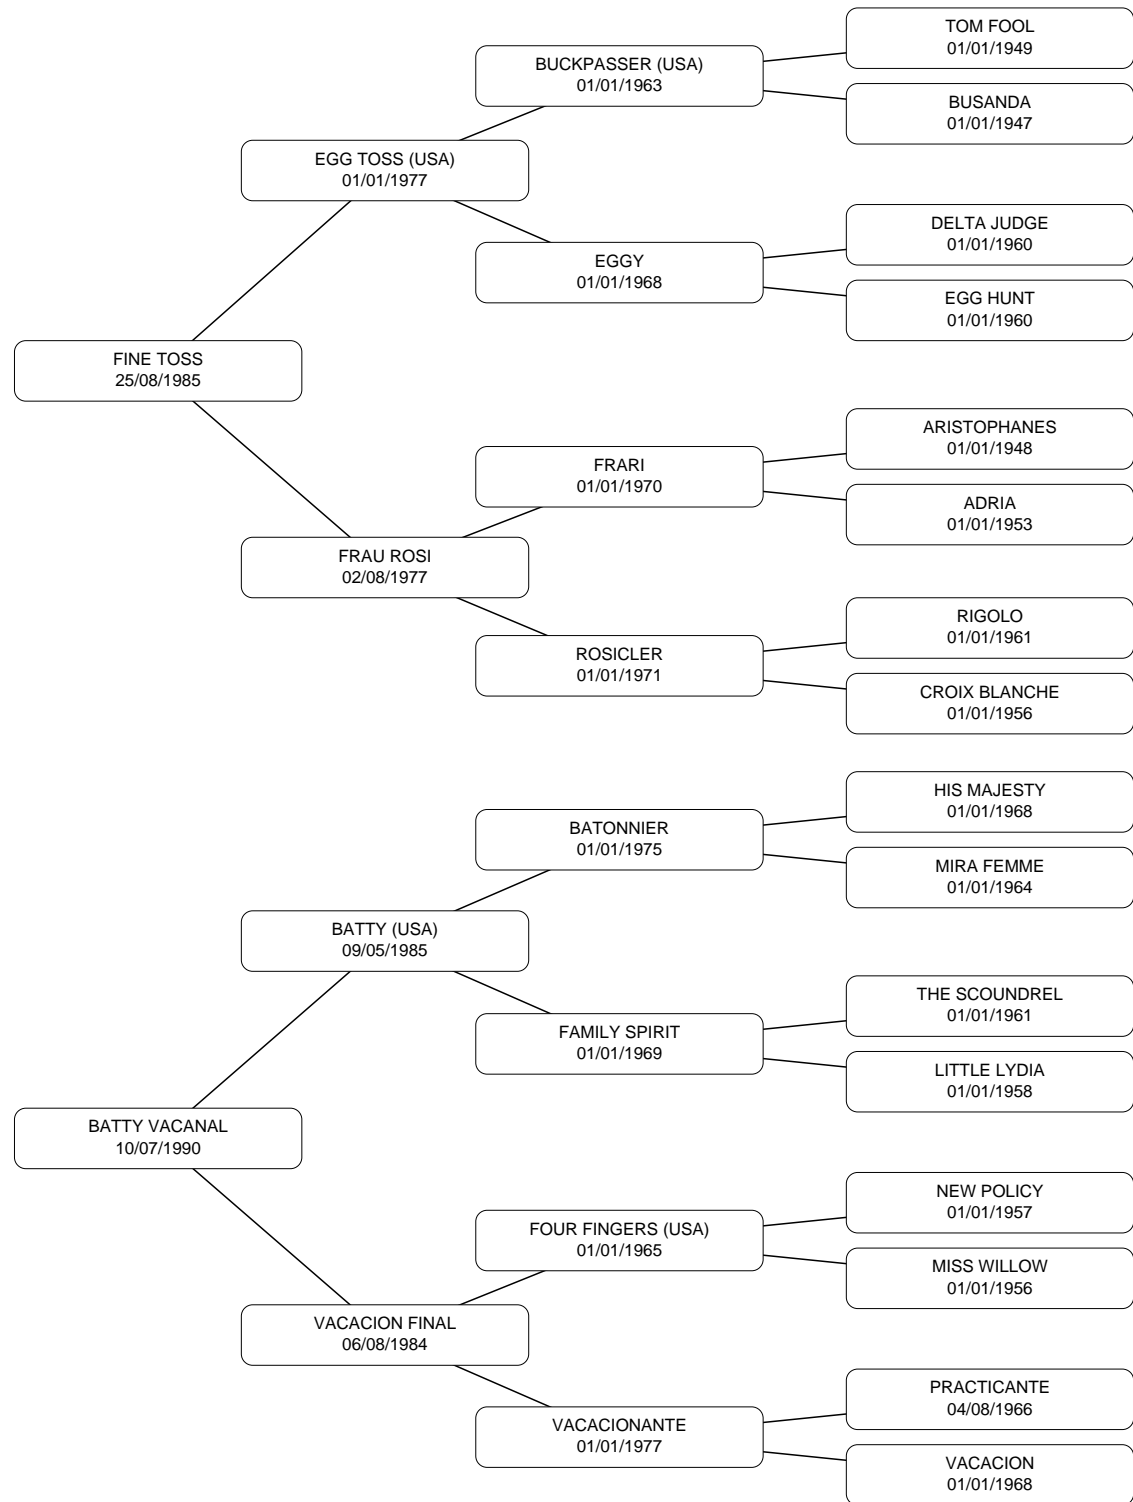 TOM FOOL
01/01/1949
BUCKPASSER (USA)
01/01/1963
BUSANDA
01/01/1947
EGG TOSS (USA)
01/01/1977
DELTA JUDGE
01/01/1960
EGGY
01/01/1968
EGG HUNT
01/01/1960
FINE TOSS
25/08/1985
ARISTOPHANES
01/01/1948
FRARI
01/01/1970
ADRIA
01/01/1953
FRAU ROSI
02/08/1977
RIGOLO
01/01/1961
ROSICLER
01/01/1971
CROIX BLANCHE
01/01/1956
HIS MAJESTY
01/01/1968
BATONNIER
01/01/1975
MIRA FEMME
01/01/1964
BATTY (USA)
09/05/1985
THE SCOUNDREL
01/01/1961
FAMILY SPIRIT
01/01/1969
LITTLE LYDIA
01/01/1958
BATTY VACANAL
10/07/1990
NEW POLICY
01/01/1957
FOUR FINGERS (USA)
01/01/1965
MISS WILLOW
01/01/1956
VACACION FINAL
06/08/1984
PRACTICANTE
04/08/1966
VACACIONANTE
01/01/1977
VACACION
01/01/1968